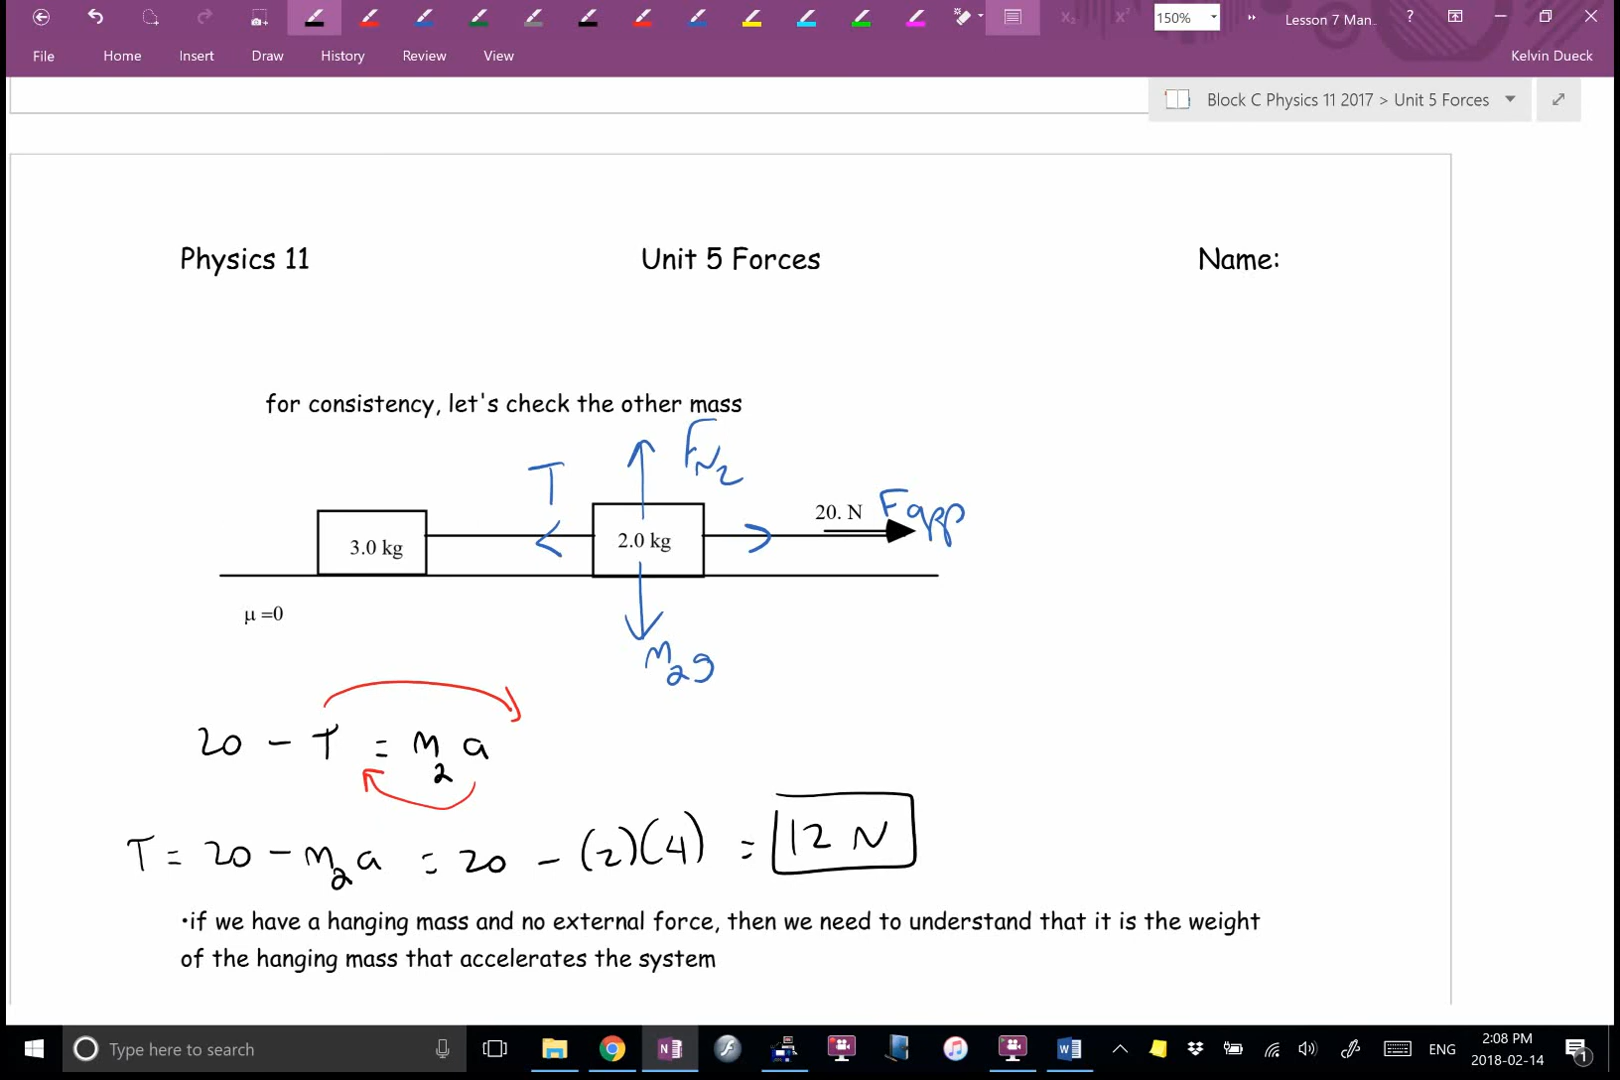 150%
Lesson 7 Man..
?
File
Home
Insert
Draw
History
Review
View
Kelvin Dueck
Block C Physics 11 2017 > Unit 5 Forces
Physics 11
Unit 5 Forces
Name:
for consistency, let's check the other mass
FN2
T
20. N
Fapp
3.0 kg
2.0 kg
μ =0
m2g
20 - T = m2a
T = 20 - m2a = 20 - (2)(4) = 12 N
•if we have a hanging mass and no external force, then we need to understand that it is the weight
of the hanging mass that accelerates the system
Type here to search
ENG
2:08 PM
2018-02-14
1